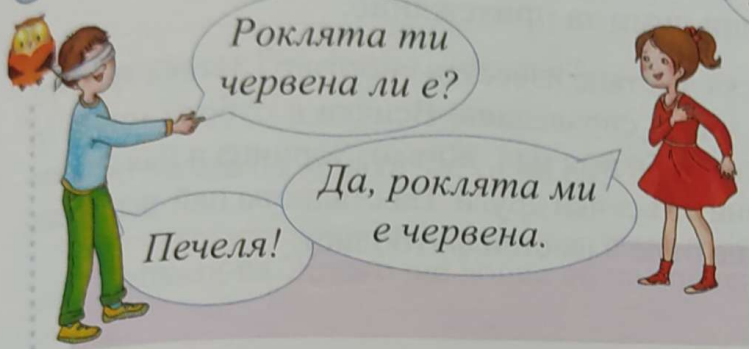 Роклята ти
червена ли е?
Да, роклята ми
е червена.
Печеля!